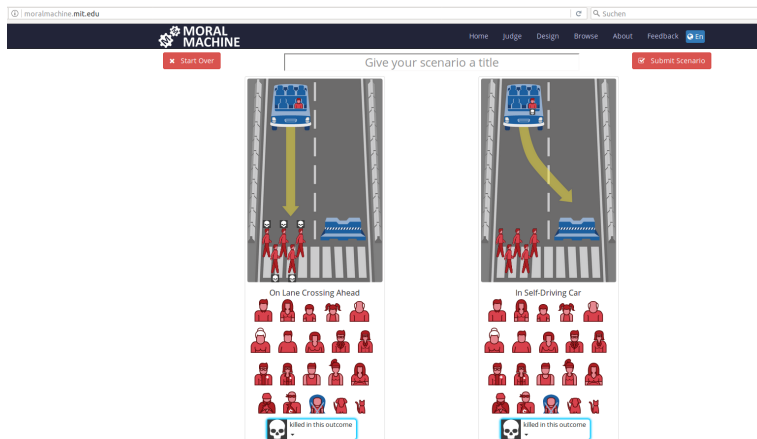 moralmachine.mit.edu
Suchen
MORAL
MACHINE
Home Judge Design Browse About Feedback En
Start Over
Give your scenario a title
Submit Scenario
On Lane Crossing Ahead
In Self-Driving Car
killed in this outcome
killed in this outcome